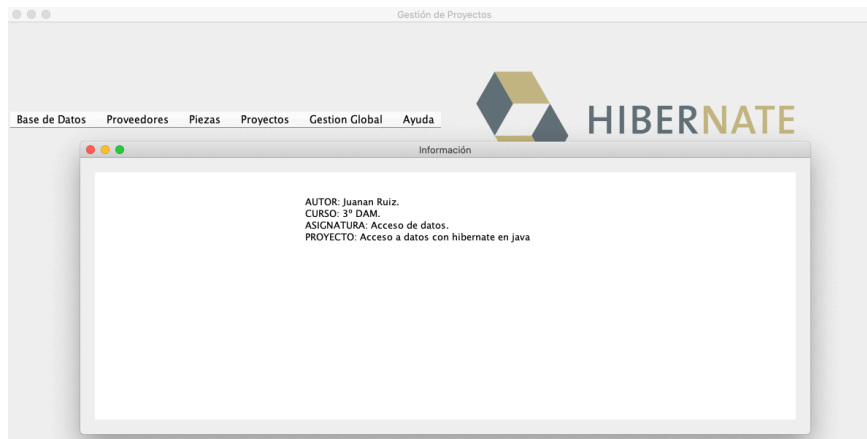 Gestión de Proyectos
HIBERNATE
Base de Datos Proveedores Piezas Proyectos Gestion Global Ayuda
Información
AUTOR: Juanan Ruiz.
CURSO: 3º DAM.
ASIGNATURA: Acceso de datos.
PROYECTO: Acceso a datos con hibernate en java